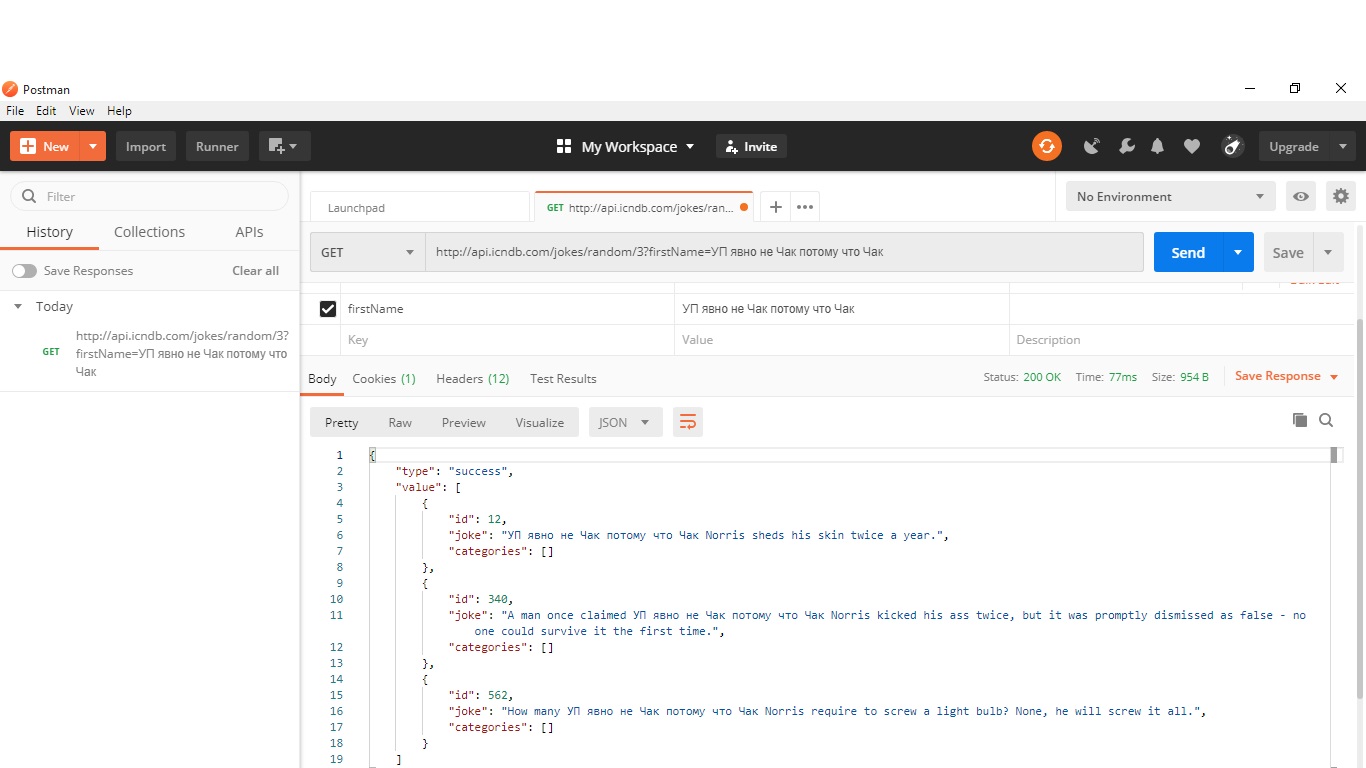 Postman
File Edit View Help
New Import Runner My Workspace Invite Upgrade
Filter
History Collections APIs
Save Responses Clear all
Today
GET http://api.icndb.com/jokes/random/3?
firstName=УП явно не Чак потому что
Чак
Launchpad GET http://api.icndb.com/jokes/ran... No Environment
GET http://api.icndb.com/jokes/random/3?firstName=УП явно не Чак потому что Чак Send Save
firstName УП явно не Чак потому что Чак
Key Value Description
Body Cookies (1) Headers (12) Test Results Status: 200 OK Time: 77ms Size: 954 B Save Response
Pretty Raw Preview Visualize JSON
1 {
2 "type": "success",
3 "value": [
4 {
5 "id": 12,
6 "joke": "УП явно не Чак потому что Чак Norris sheds his skin twice a year.",
7 "categories": []
8 },
9 {
10 "id": 340,
11 "joke": "A man once claimed УП явно не Чак потому что Чак Norris kicked his ass twice, but it was promptly dismissed as false - no
one could survive it the first time.",
12 "categories": []
13 },
14 {
15 "id": 562,
16 "joke": "How many УП явно не Чак потому что Чак Norris require to screw a light bulb? None, he will screw it all.",
17 "categories": []
18 }
19 ]